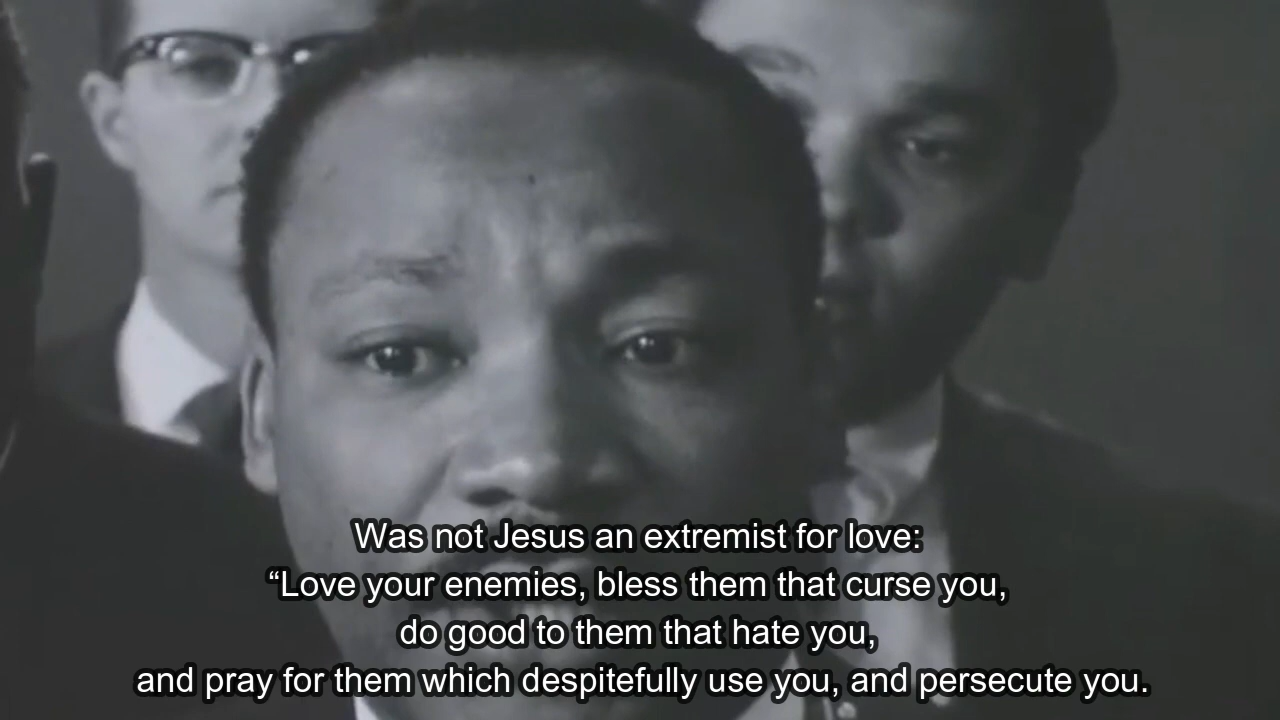 Was not Jesus an extremist for love:
“Love your enemies, bless them that curse you,
do good to them that hate you,
and pray for them which despitefully use you, and persecute you.